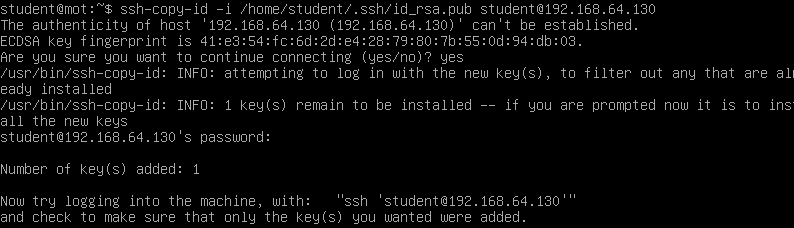 student@mot:~$ ssh-copy-id -i /home/student/.ssh/id_rsa.pub student@192.168.64.130
The authenticity of host '192.168.64.130 (192.168.64.130)' can't be established.
ECDSA key fingerprint is 41:e3:54:fc:6d:2d:e4:28:79:80:7b:55:0d:94:db:03.
Are you sure you want to continue connecting (yes/no)? yes
/usr/bin/ssh-copy-id: INFO: attempting to log in with the new key(s), to filter out any that are alr
eady installed
/usr/bin/ssh-copy-id: INFO: 1 key(s) remain to be installed -- if you are prompted now it is to inst
all the new keys
student@192.168.64.130's password:
Number of key(s) added: 1
Now try logging into the machine, with:   "ssh 'student@192.168.64.130'"
and check to make sure that only the key(s) you wanted were added.